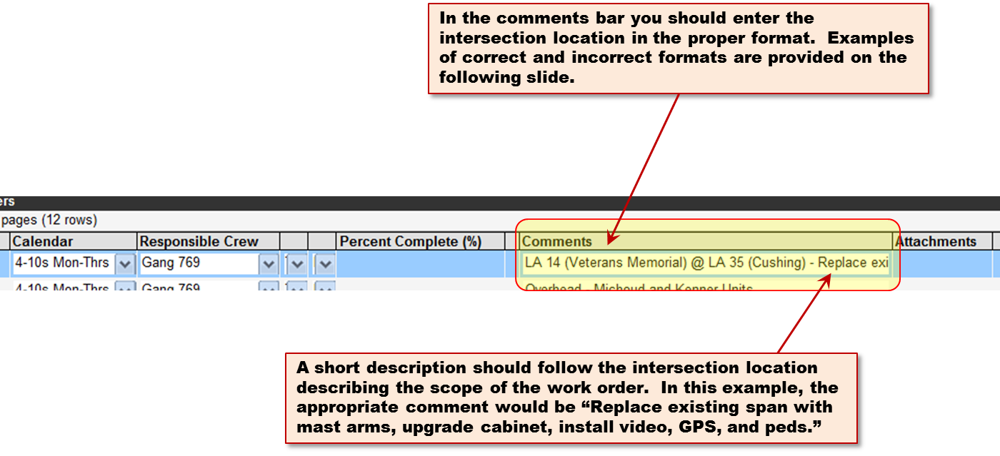 In the comments bar you should enter the
intersection location in the proper format.  Examples
of correct and incorrect formats are provided on the
following slide.
ers
pages (12 rows)
Calendar Responsible Crew Percent Complete (%) Comments Attachments
4-10s Mon-Thrs Gang 769 LA 14 (Veterans Memorial) @ LA 35 (Cushing) - Replace exi
4-10s Mon-Thrs Gang 769 Overhead - Michoud and Kenner Units
A short description should follow the intersection location
describing the scope of the work order.  In this example, the
appropriate comment would be “Replace existing span with
mast arms, upgrade cabinet, install video, GPS, and peds.”